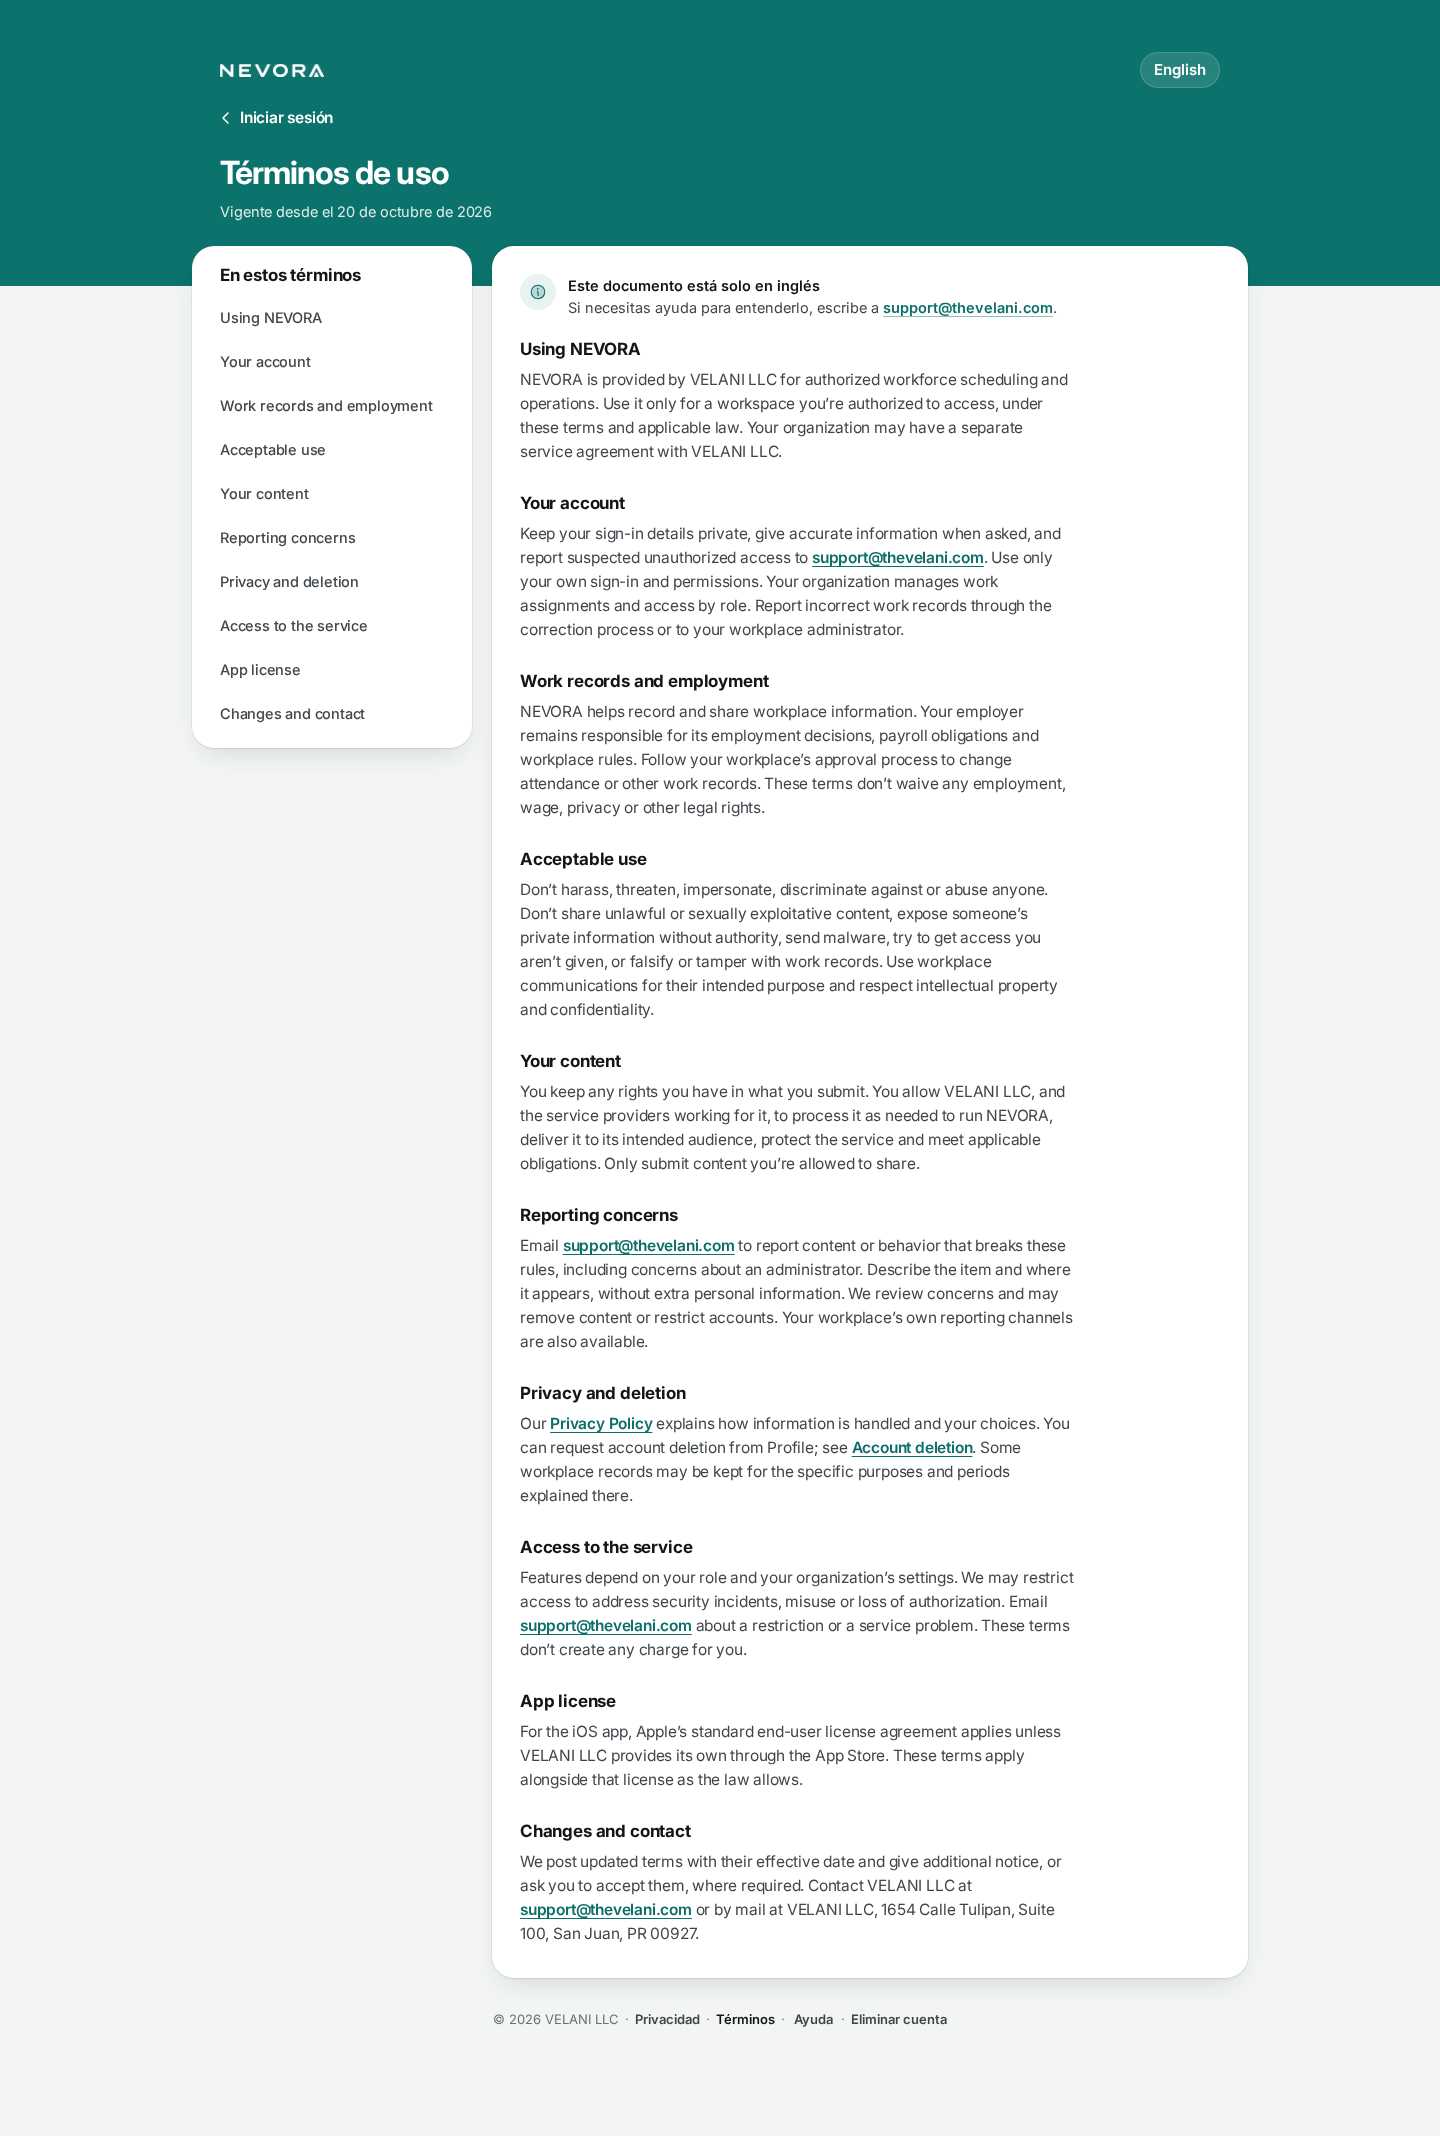 NEVORA
English
Iniciar sesión
Términos de uso
Vigente desde el 20 de octubre de 2026
En estos términos
Using NEVORA
Your account
Work records and employment
Acceptable use
Your content
Reporting concerns
Privacy and deletion
Access to the service
App license
Changes and contact
Este documento está solo en inglés
Si necesitas ayuda para entenderlo, escribe a support@thevelani.com.
Using NEVORA
NEVORA is provided by VELANI LLC for authorized workforce scheduling and
operations. Use it only for a workspace you’re authorized to access, under
these terms and applicable law. Your organization may have a separate
service agreement with VELANI LLC.
Your account
Keep your sign-in details private, give accurate information when asked, and
report suspected unauthorized access to support@thevelani.com. Use only
your own sign-in and permissions. Your organization manages work
assignments and access by role. Report incorrect work records through the
correction process or to your workplace administrator.
Work records and employment
NEVORA helps record and share workplace information. Your employer
remains responsible for its employment decisions, payroll obligations and
workplace rules. Follow your workplace’s approval process to change
attendance or other work records. These terms don’t waive any employment,
wage, privacy or other legal rights.
Acceptable use
Don’t harass, threaten, impersonate, discriminate against or abuse anyone.
Don’t share unlawful or sexually exploitative content, expose someone’s
private information without authority, send malware, try to get access you
aren’t given, or falsify or tamper with work records. Use workplace
communications for their intended purpose and respect intellectual property
and confidentiality.
Your content
You keep any rights you have in what you submit. You allow VELANI LLC, and
the service providers working for it, to process it as needed to run NEVORA,
deliver it to its intended audience, protect the service and meet applicable
obligations. Only submit content you’re allowed to share.
Reporting concerns
Email support@thevelani.com to report content or behavior that breaks these
rules, including concerns about an administrator. Describe the item and where
it appears, without extra personal information. We review concerns and may
remove content or restrict accounts. Your workplace’s own reporting channels
are also available.
Privacy and deletion
Our Privacy Policy explains how information is handled and your choices. You
can request account deletion from Profile; see Account deletion. Some
workplace records may be kept for the specific purposes and periods
explained there.
Access to the service
Features depend on your role and your organization’s settings. We may restrict
access to address security incidents, misuse or loss of authorization. Email
support@thevelani.com about a restriction or a service problem. These terms
don’t create any charge for you.
App license
For the iOS app, Apple’s standard end-user license agreement applies unless
VELANI LLC provides its own through the App Store. These terms apply
alongside that license as the law allows.
Changes and contact
We post updated terms with their effective date and give additional notice, or
ask you to accept them, where required. Contact VELANI LLC at
support@thevelani.com or by mail at VELANI LLC, 1654 Calle Tulipan, Suite
100, San Juan, PR 00927.
© 2026 VELANI LLC · Privacidad · Términos · Ayuda · Eliminar cuenta